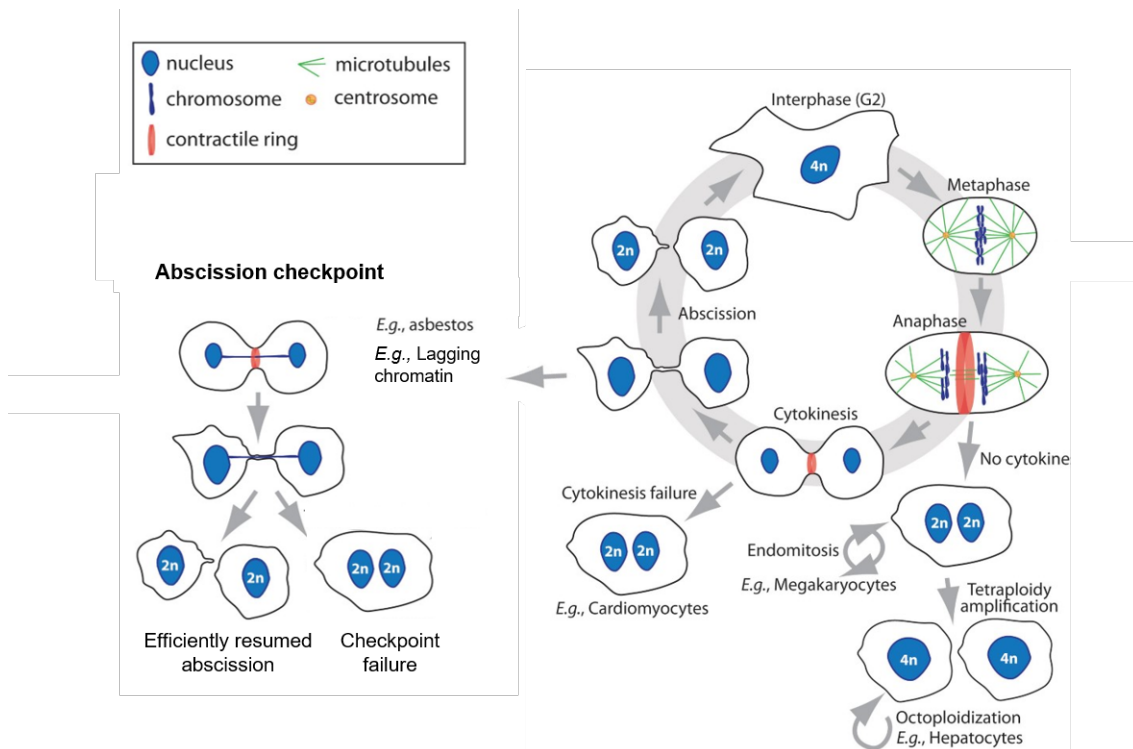 nucleus
microtubules
chromosome
centrosome
contractile ring
Abscission checkpoint
E.g., asbestos
E.g., Lagging
chromatin
2n
2n
2n
2n
Efficiently resumed
abscission
Checkpoint
failure
Interphase (G2)
4n
Metaphase
2n
2n
Abscission
Anaphase
Cytokinesis
No cytokine
Cytokinesis failure
2n
2n
E.g., Cardiomyocytes
2n
2n
Endomitosis
E.g., Megakaryocytes
Tetraploidy
amplification
4n
4n
Octoploidization
E.g., Hepatocytes